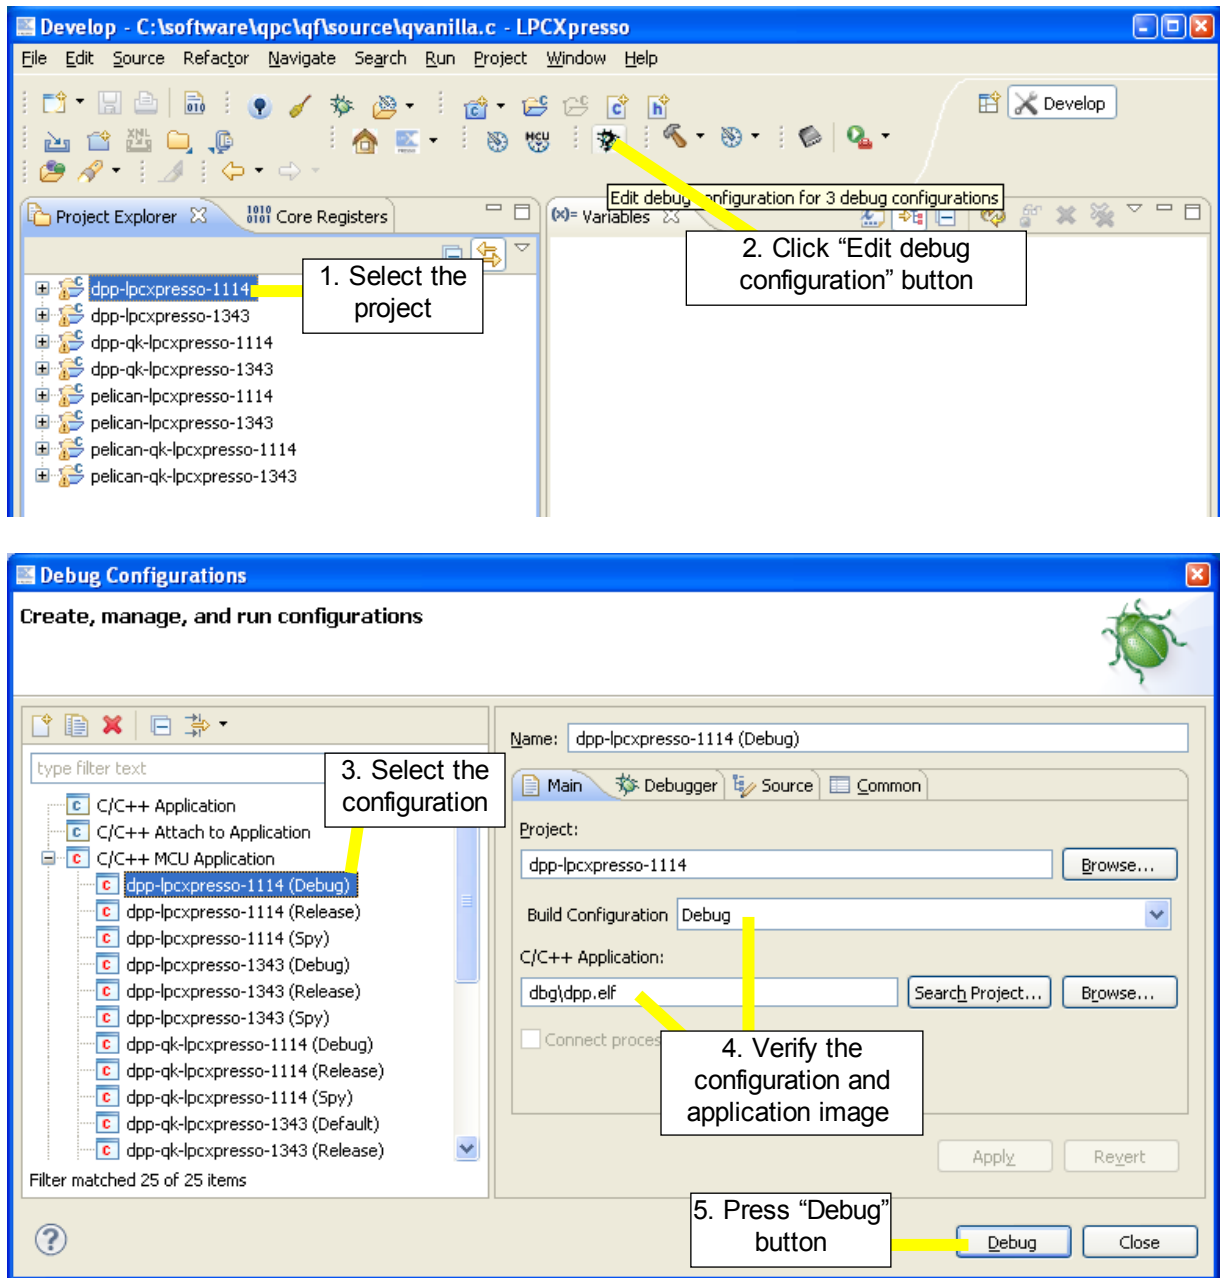 Develop - C:\software\qpc\qf\source\qvanilla.c - LPCXpresso
File Edit Source Refactor Navigate Search Run Project Window Help
Develop
Edit debug configuration for 3 debug configurations
Project Explorer
Core Registers
(x)= Variables
2. Click “Edit debug
configuration” button
1. Select the
project
dpp-lpcxpresso-1114
dpp-lpcxpresso-1343
dpp-qk-lpcxpresso-1114
dpp-qk-lpcxpresso-1343
pelican-lpcxpresso-1114
pelican-lpcxpresso-1343
pelican-qk-lpcxpresso-1114
pelican-qk-lpcxpresso-1343
Debug Configurations
Create, manage, and run configurations
type filter text
3. Select the
configuration
C/C++ Application
C/C++ Attach to Application
C/C++ MCU Application
dpp-lpcxpresso-1114 (Debug)
dpp-lpcxpresso-1114 (Release)
dpp-lpcxpresso-1114 (Spy)
dpp-lpcxpresso-1343 (Debug)
dpp-lpcxpresso-1343 (Release)
dpp-lpcxpresso-1343 (Spy)
dpp-qk-lpcxpresso-1114 (Debug)
dpp-qk-lpcxpresso-1114 (Release)
dpp-qk-lpcxpresso-1114 (Spy)
dpp-qk-lpcxpresso-1343 (Default)
dpp-qk-lpcxpresso-1343 (Release)
Filter matched 25 of 25 items
Name: dpp-lpcxpresso-1114 (Debug)
Main Debugger Source Common
Project:
dpp-lpcxpresso-1114 Browse...
Build Configuration Debug
C/C++ Application:
dbg\dpp.elf Search Project... Browse...
Connect proces
4. Verify the
configuration and
application image
Apply Revert
5. Press “Debug”
button
Debug Close